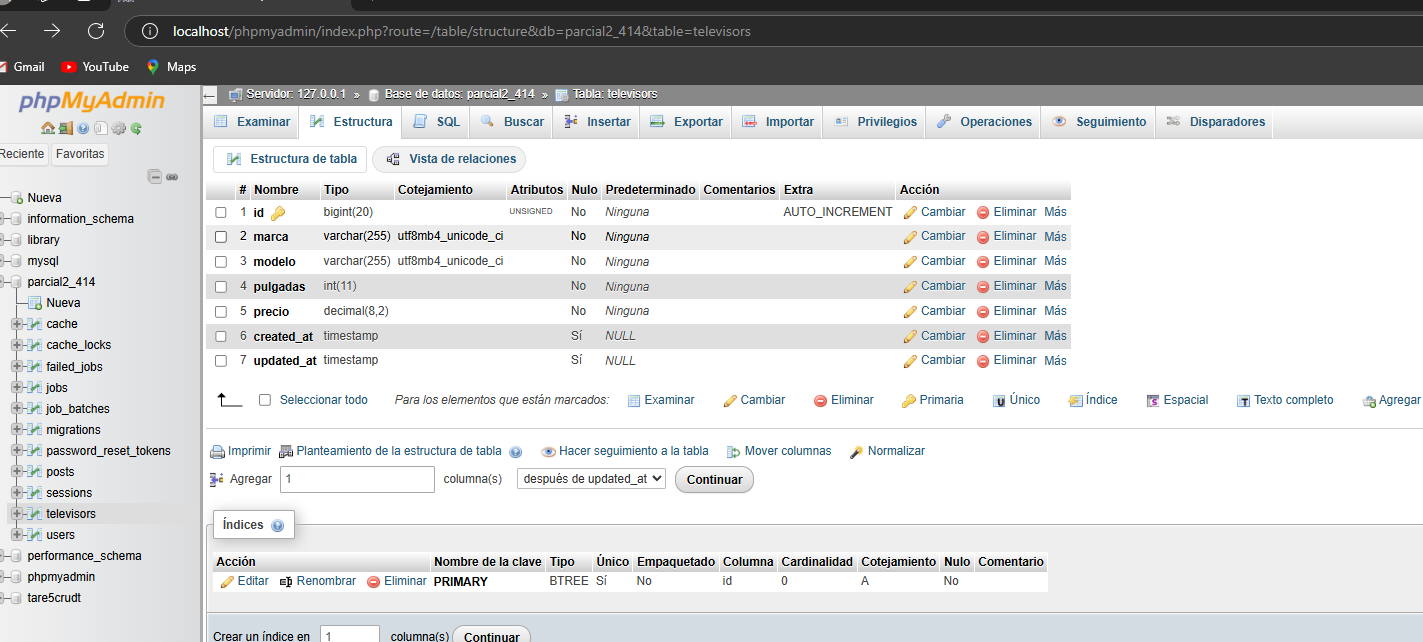 localhost/phpmyadmin/index.php?route=/table/structure&db=parcial2_414&table=televisors
Gmail YouTube Maps
phpMyAdmin
Reciente Favoritas
Nueva
information_schema
library
mysql
parcial2_414
Nueva
cache
cache_locks
failed_jobs
jobs
job_batches
migrations
password_reset_tokens
posts
sessions
televisors
users
performance_schema
phpmyadmin
tare5crudt
Servidor: 127.0.0.1 » Base de datos: parcial2_414 » Tabla: televisors
Examinar Estructura SQL Buscar Insertar Exportar Importar Privilegios Operaciones Seguimiento Disparadores
Estructura de tabla Vista de relaciones
# Nombre Tipo Cotejamiento Atributos Nulo Predeterminado Comentarios Extra Acción
1 id bigint(20) UNSIGNED No Ninguna AUTO_INCREMENT Cambiar Eliminar Más
2 marca varchar(255) utf8mb4_unicode_ci No Ninguna Cambiar Eliminar Más
3 modelo varchar(255) utf8mb4_unicode_ci No Ninguna Cambiar Eliminar Más
4 pulgadas int(11) No Ninguna Cambiar Eliminar Más
5 precio decimal(8,2) No Ninguna Cambiar Eliminar Más
6 created_at timestamp Sí NULL Cambiar Eliminar Más
7 updated_at timestamp Sí NULL Cambiar Eliminar Más
Seleccionar todo Para los elementos que están marcados: Examinar Cambiar Eliminar Primaria Único Índice Espacial Texto completo Agregar
Imprimir Planteamiento de la estructura de tabla Hacer seguimiento a la tabla Mover columnas Normalizar
Agregar 1 columna(s) después de updated_at Continuar
Índices
Acción Nombre de la clave Tipo Único Empaquetado Columna Cardinalidad Cotejamiento Nulo Comentario
Editar Renombrar Eliminar PRIMARY BTREE Sí No id 0 A No
Crear un índice en 1 columna(s) Continuar